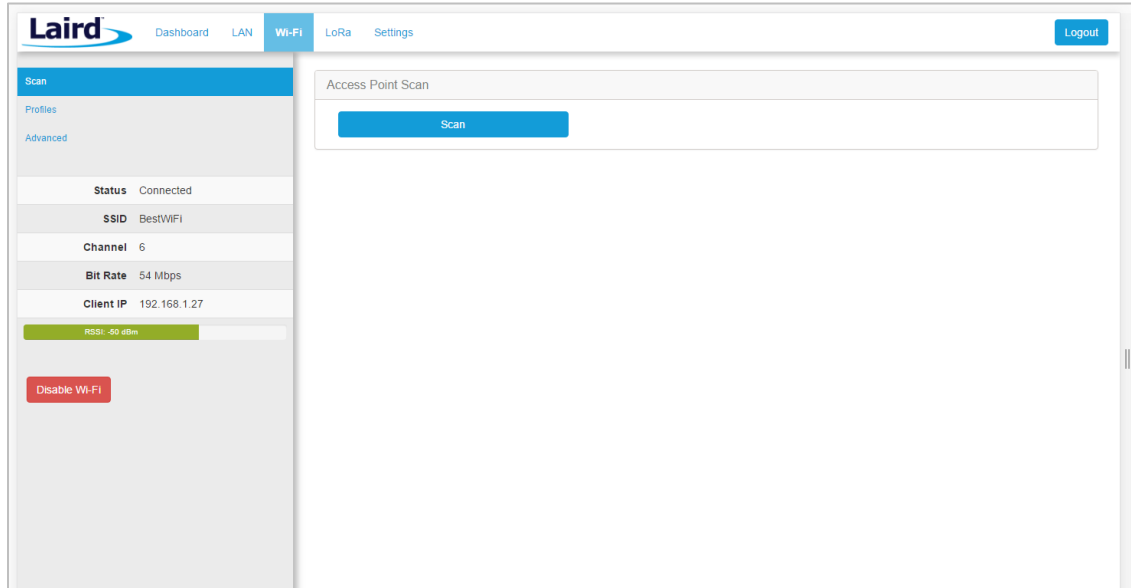 Laird
Dashboard LAN Wi-Fi LoRa Settings Logout
Scan
Profiles
Advanced
Status Connected
SSID BestWiFi
Channel 6
Bit Rate 54 Mbps
Client IP 192.168.1.27
RSSI: -50 dBm
Disable Wi-Fi
Access Point Scan
Scan